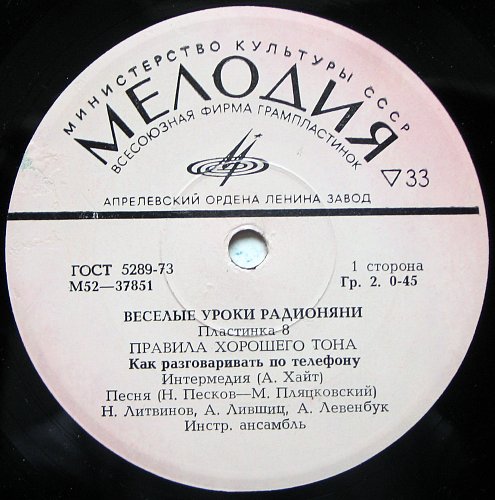 МИНИСТЕРСТВО КУЛЬТУРЫ СССР
МЕЛОДИЯ
ВСЕСОЮЗНАЯ ФИРМА ГРАМПЛАСТИНОК
▽33
АПРЕЛЕВСКИЙ ОРДЕНА ЛЕНИНА ЗАВОД
ГОСТ 5289-73
М52—37851
1 сторона
Гр. 2. 0-45
ВЕСЕЛЫЕ УРОКИ РАДИОНЯНИ
Пластинка 8
ПРАВИЛА ХОРОШЕГО ТОНА
Как разговаривать по телефону
Интермедия (А. Хайт)
Песня (Н. Песков—М. Пляцковский)
Н. Литвинов, А. Лившиц, А. Левенбук
Инстр. ансамбль